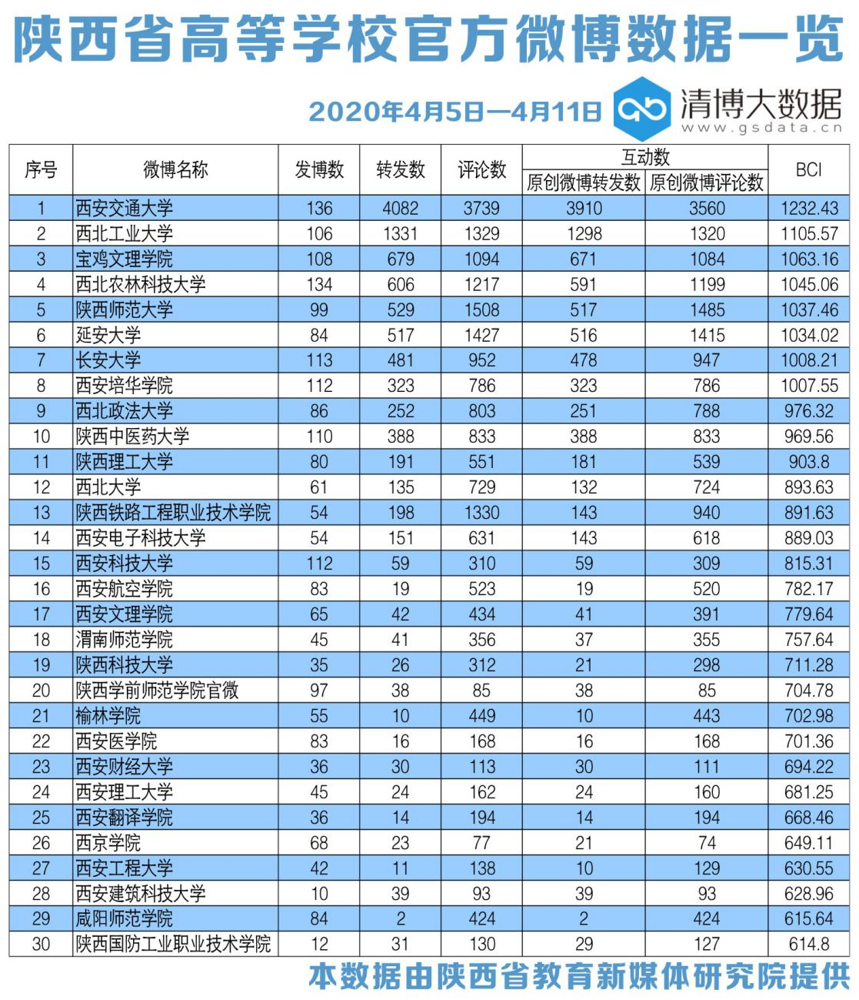 陕西省高等学校官方微博数据一览
2020年4月5日—4月11日
清博大数据
www.gsdata.cn
序号 微博名称 发博数 转发数 评论数 互动数 BCI
原创微博转发数 原创微博评论数
1 西安交通大学 136 4082 3739 3910 3560 1232.43
2 西北工业大学 106 1331 1329 1298 1320 1105.57
3 宝鸡文理学院 108 679 1094 671 1084 1063.16
4 西北农林科技大学 134 606 1217 591 1199 1045.06
5 陕西师范大学 99 529 1508 517 1485 1037.46
6 延安大学 84 517 1427 516 1415 1034.02
7 长安大学 113 481 952 478 947 1008.21
8 西安培华学院 112 323 786 323 786 1007.55
9 西北政法大学 86 252 803 251 788 976.32
10 陕西中医药大学 110 388 833 388 833 969.56
11 陕西理工大学 80 191 551 181 539 903.8
12 西北大学 61 135 729 132 724 893.63
13 陕西铁路工程职业技术学院 54 198 1330 143 940 891.63
14 西安电子科技大学 54 151 631 143 618 889.03
15 西安科技大学 112 59 310 59 309 815.31
16 西安航空学院 83 19 523 19 520 782.17
17 西安文理学院 65 42 434 41 391 779.64
18 渭南师范学院 45 41 356 37 355 757.64
19 陕西科技大学 35 26 312 21 298 711.28
20 陕西学前师范学院官微 97 38 85 38 85 704.78
21 榆林学院 55 10 449 10 443 702.98
22 西安医学院 83 16 168 16 168 701.36
23 西安财经大学 36 30 113 30 111 694.22
24 西安理工大学 45 24 162 24 160 681.25
25 西安翻译学院 36 14 194 14 194 668.46
26 西京学院 68 23 77 21 74 649.11
27 西安工程大学 42 11 138 10 129 630.55
28 西安建筑科技大学 10 39 93 39 93 628.96
29 咸阳师范学院 84 2 424 2 424 615.64
30 陕西国防工业职业技术学院 12 31 130 29 127 614.8
本数据由陕西省教育新媒体研究院提供